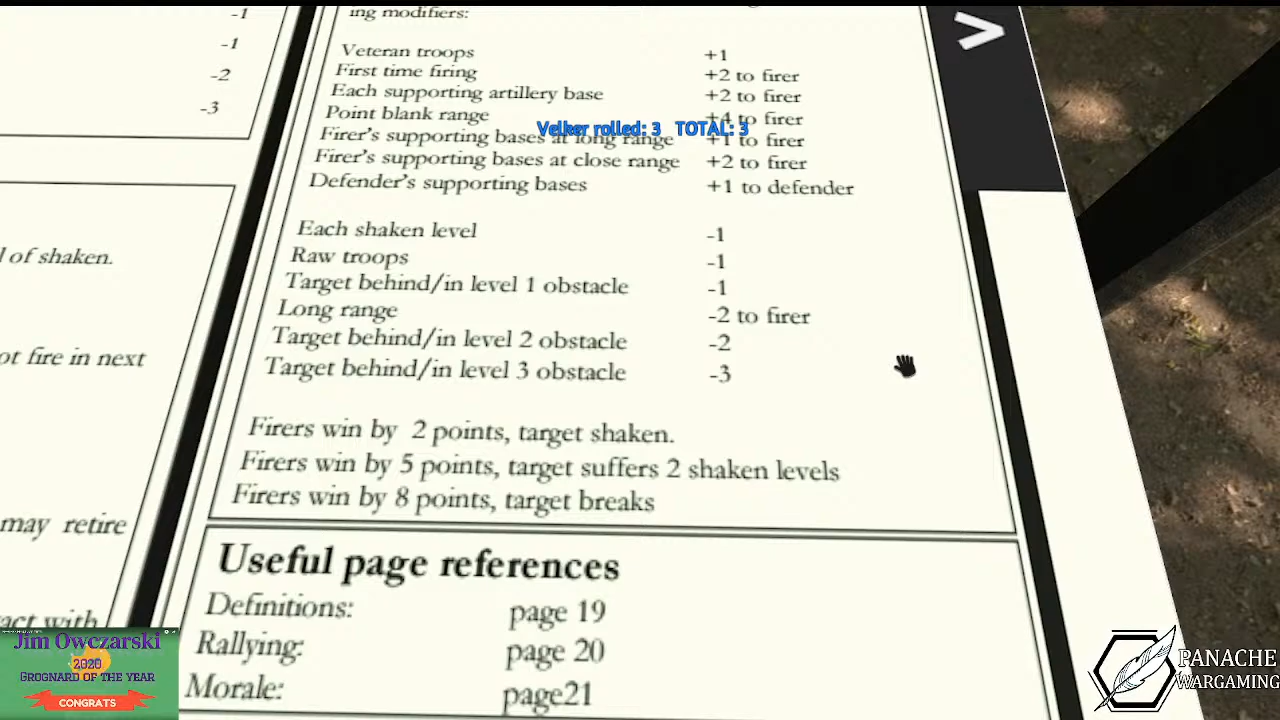 -1
-1
-2
-3
l of shaken.
ot fire in next
may retire
act with
ing modifiers:
Veteran troops +1
First time firing +2 to firer
Each supporting artillery base +2 to firer
Point blank range +4 to firer
Velker rolled: 3 TOTAL: 3
Firer's supporting bases at long range +1 to firer
Firer's supporting bases at close range +2 to firer
Defender's supporting bases +1 to defender
Each shaken level -1
Raw troops -1
Target behind/in level 1 obstacle -1
Long range -2 to firer
Target behind/in level 2 obstacle -2
Target behind/in level 3 obstacle -3
Firers win by 2 points, target shaken.
Firers win by 5 points, target suffers 2 shaken levels
Firers win by 8 points, target breaks
Useful page references
Definitions: page 19
Rallying: page 20
Morale: page21
>
Jim Owczarski
2020
GROGNARD OF THE YEAR
CONGRATS
PANACHE
WARGAMING